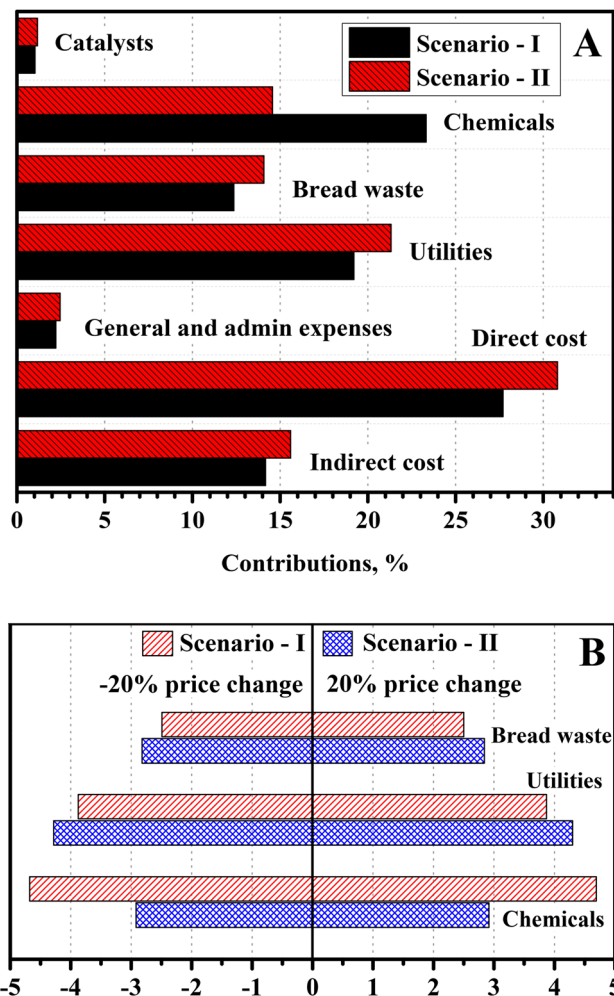 A
Scenario - I
Scenario - II
Catalysts
Chemicals
Bread waste
Utilities
General and admin expenses
Direct cost
Indirect cost
0 5 10 15 20 25 30
Contributions, %
B
Scenario - I Scenario - II
-20% price change 20% price change
Bread waste
Utilities
Chemicals
-5 -4 -3 -2 -1 0 1 2 3 4 5